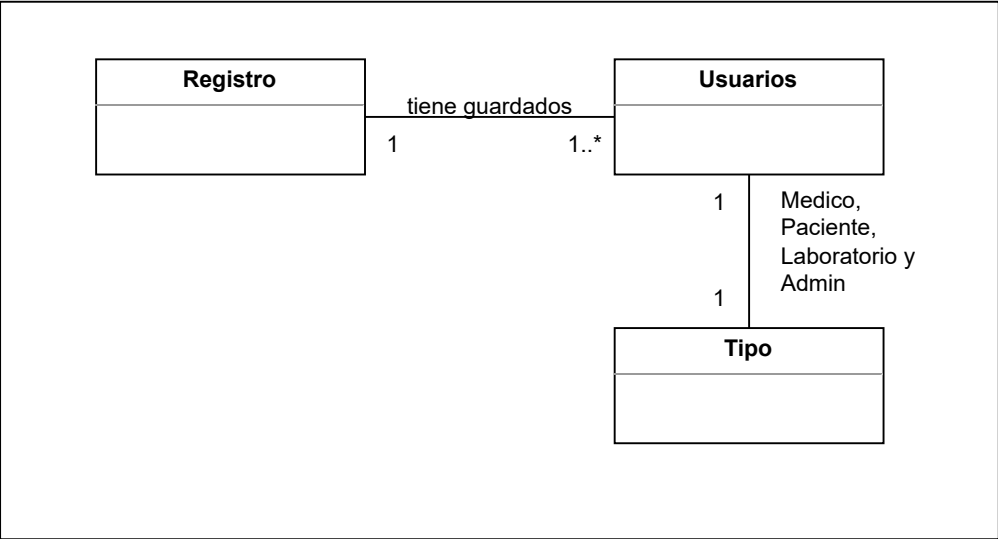 Registro
Usuarios
tiene guardados
1
1..*
1
Medico,
Paciente,
Laboratorio y
Admin
1
Tipo